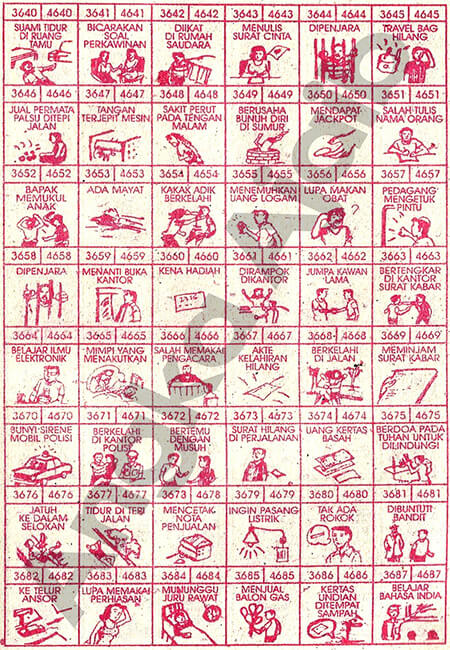 3640 4640
SUAMI TIDUR
DI RUANG
TAMU
3641 4641
BICARAKAN
SOAL
PERKAWINAN
3642 4642
DIIKAT
DI RUMAH
SAUDARA
3643 4643
MENULIS
SURAT CINTA
3644 4644
DIPENJARA
3645 4645
TRAVEL BAG
HILANG
3646 4646
JUAL PERMATA
PALSU DITEPI
JALAN
3647 4647
TANGAN
TERJEPIT MESIN
3648 4648
SAKIT PERUT
PADA TENGAN
MALAM
3649 4649
BERUSAHA
BUNUH DIRI
DI SUMUR
3650 4650
MENDAPAT
JACKPOT
3651 4651
SALAH TULIS
NAMA ORANG
3652 4652
BAPAK
MEMUKUL
ANAK
3653 4653
ADA MAYAT
3654 4654
KAKAK ADIK
BERKELAHI
3655 4655
MENEMUHKAN
UANG LOGAM
3656 4656
LUPA MAKAN
OBAT
3657 4657
PEDAGANG
MENGETUK
PINTU
3658 4658
DIPENJARA
3659 4659
MENANTI BUKA
KANTOR
3660 4660
KENA HADIAH
3661 4661
DIRAMPOK
DIKANTOR
3662 4662
JUMPA KAWAN
LAMA
3663 4663
BERTENGKAR
DI KANTOR
SURAT KABAR
3664 4664
BELAJAR ILMU
ELEKTRONIK
3665 4665
MIMPI YANG
MENAKUTKAN
3666 4666
SALAH MEMAKAI
PENGACARA
3667 4667
AKTE
KELAHIRAN
HILANG
3668 4668
BERKELAHI
DI JALAN
3669 4669
MEMINJAM
SURAT KABAR
3670 4670
BUNYI SIRENE
MOBIL POLISI
3671 4671
BERKELAHI
DI KANTOR
POLISI
3672 4672
BERTEMU
DENGAN
MUSUH
3673 4673
SURAT HILANG
DI PERJALANAN
3674 4674
UANG KERTAS
BASAH
3675 4675
BERDOA PADA
TUHAN UNTUK
DILINDUNGI
3676 4676
JATUH
KE DALAM
SELOKAN
3677 4677
TIDUR DI TEPI
JALAN
3673 4678
MENCETAK
NOTA
PENJUALAN
3679 4679
INGIN PASANG
LISTRIK
3680 4680
TAK ADA
ROKOK
3681 4681
DIBUNTUTI
BANDIT
3682 4682
KE TELUR
ANSOR
3683 4683
LUPA MEMAKAI
PERHASAN
3684 4684
MUNUNGGU
JURU RAWAT
3685 4685
MENJUAL
BALON GAS
3686 4686
KERTAS
UNDIAN
DITEMPAT
SAMPAH
3687 4687
BELAJAR
BAHASA INDIA